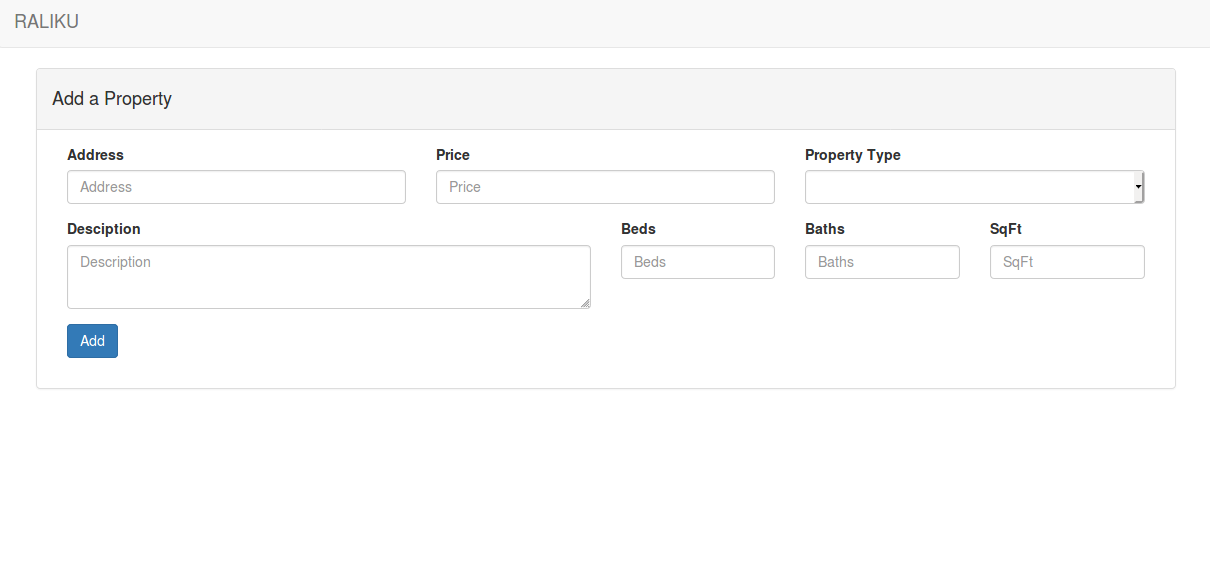 RALIKU
Add a Property
Address Price Property Type
Address Price
Desciption Beds Baths SqFt
Description Beds Baths SqFt
Add